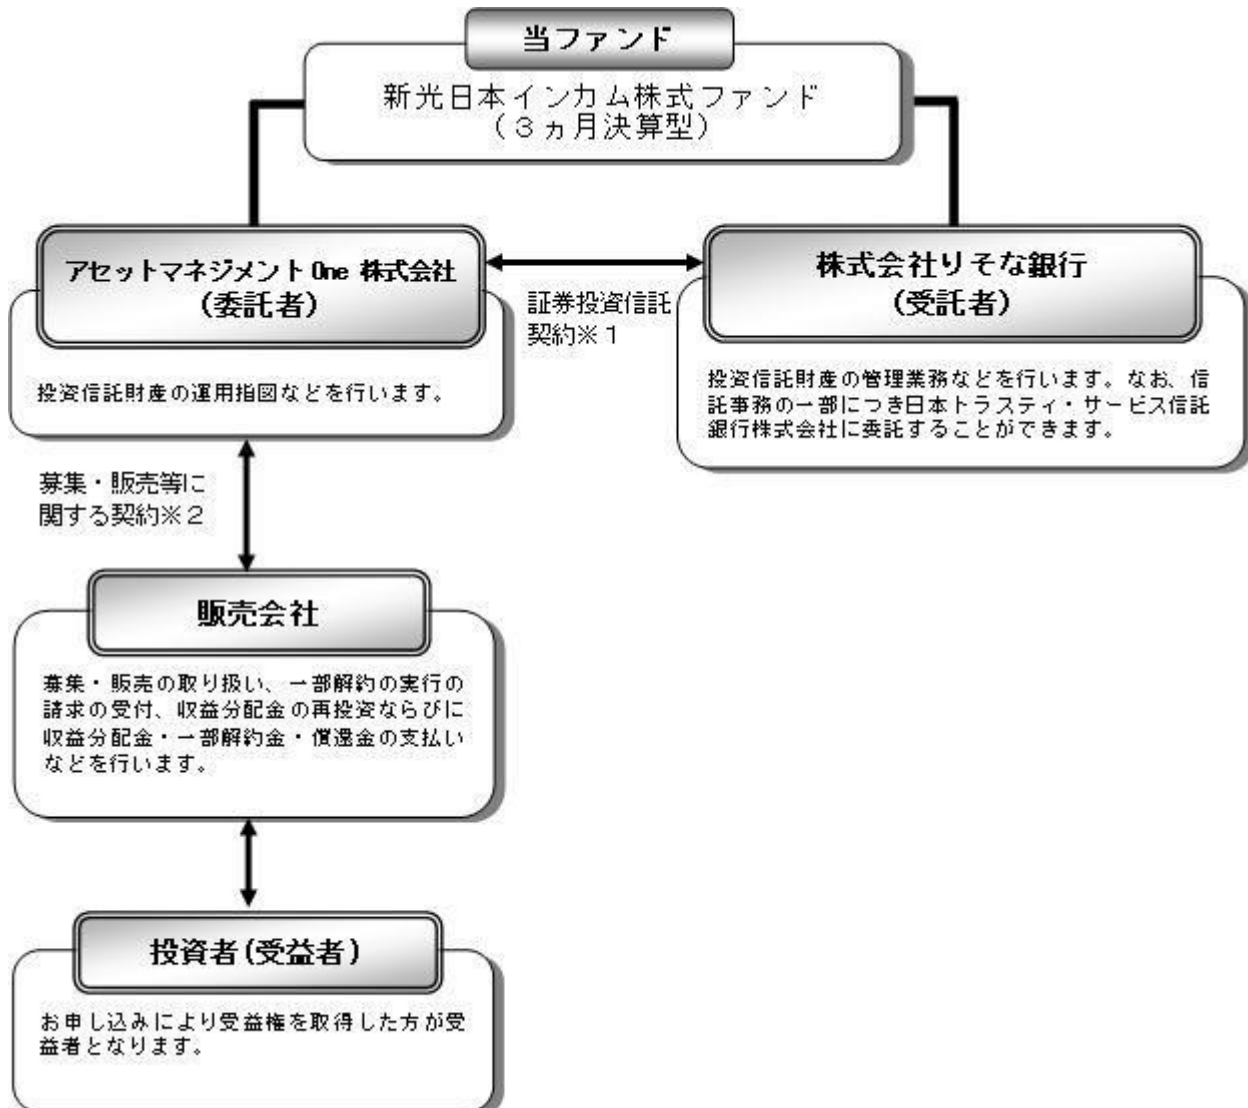 当ファンド
新光日本インカム株式ファンド
（３ヵ月決算型）
アセットマネジメントOne 株式会社
(委託者)
証券投資信託
契約※１
株式会社りそな銀行
(受託者)
投資信託財産の運用指図などを行います。
投資信託財産の管理業務などを行います。なお、信
託事務の一部につき日本トラスティ・サービス信託
銀行株式会社に委託することができます。
募集・販売等に
関する契約※２
販売会社
募集・販売の取り扱い、一部解約の実行の
請求の受付、収益分配金の再投資ならびに
収益分配金・一部解約金・償還金の支払い
などを行います。
投資者(受益者)
お申し込みにより受益権を取得した方が受
益者となります。